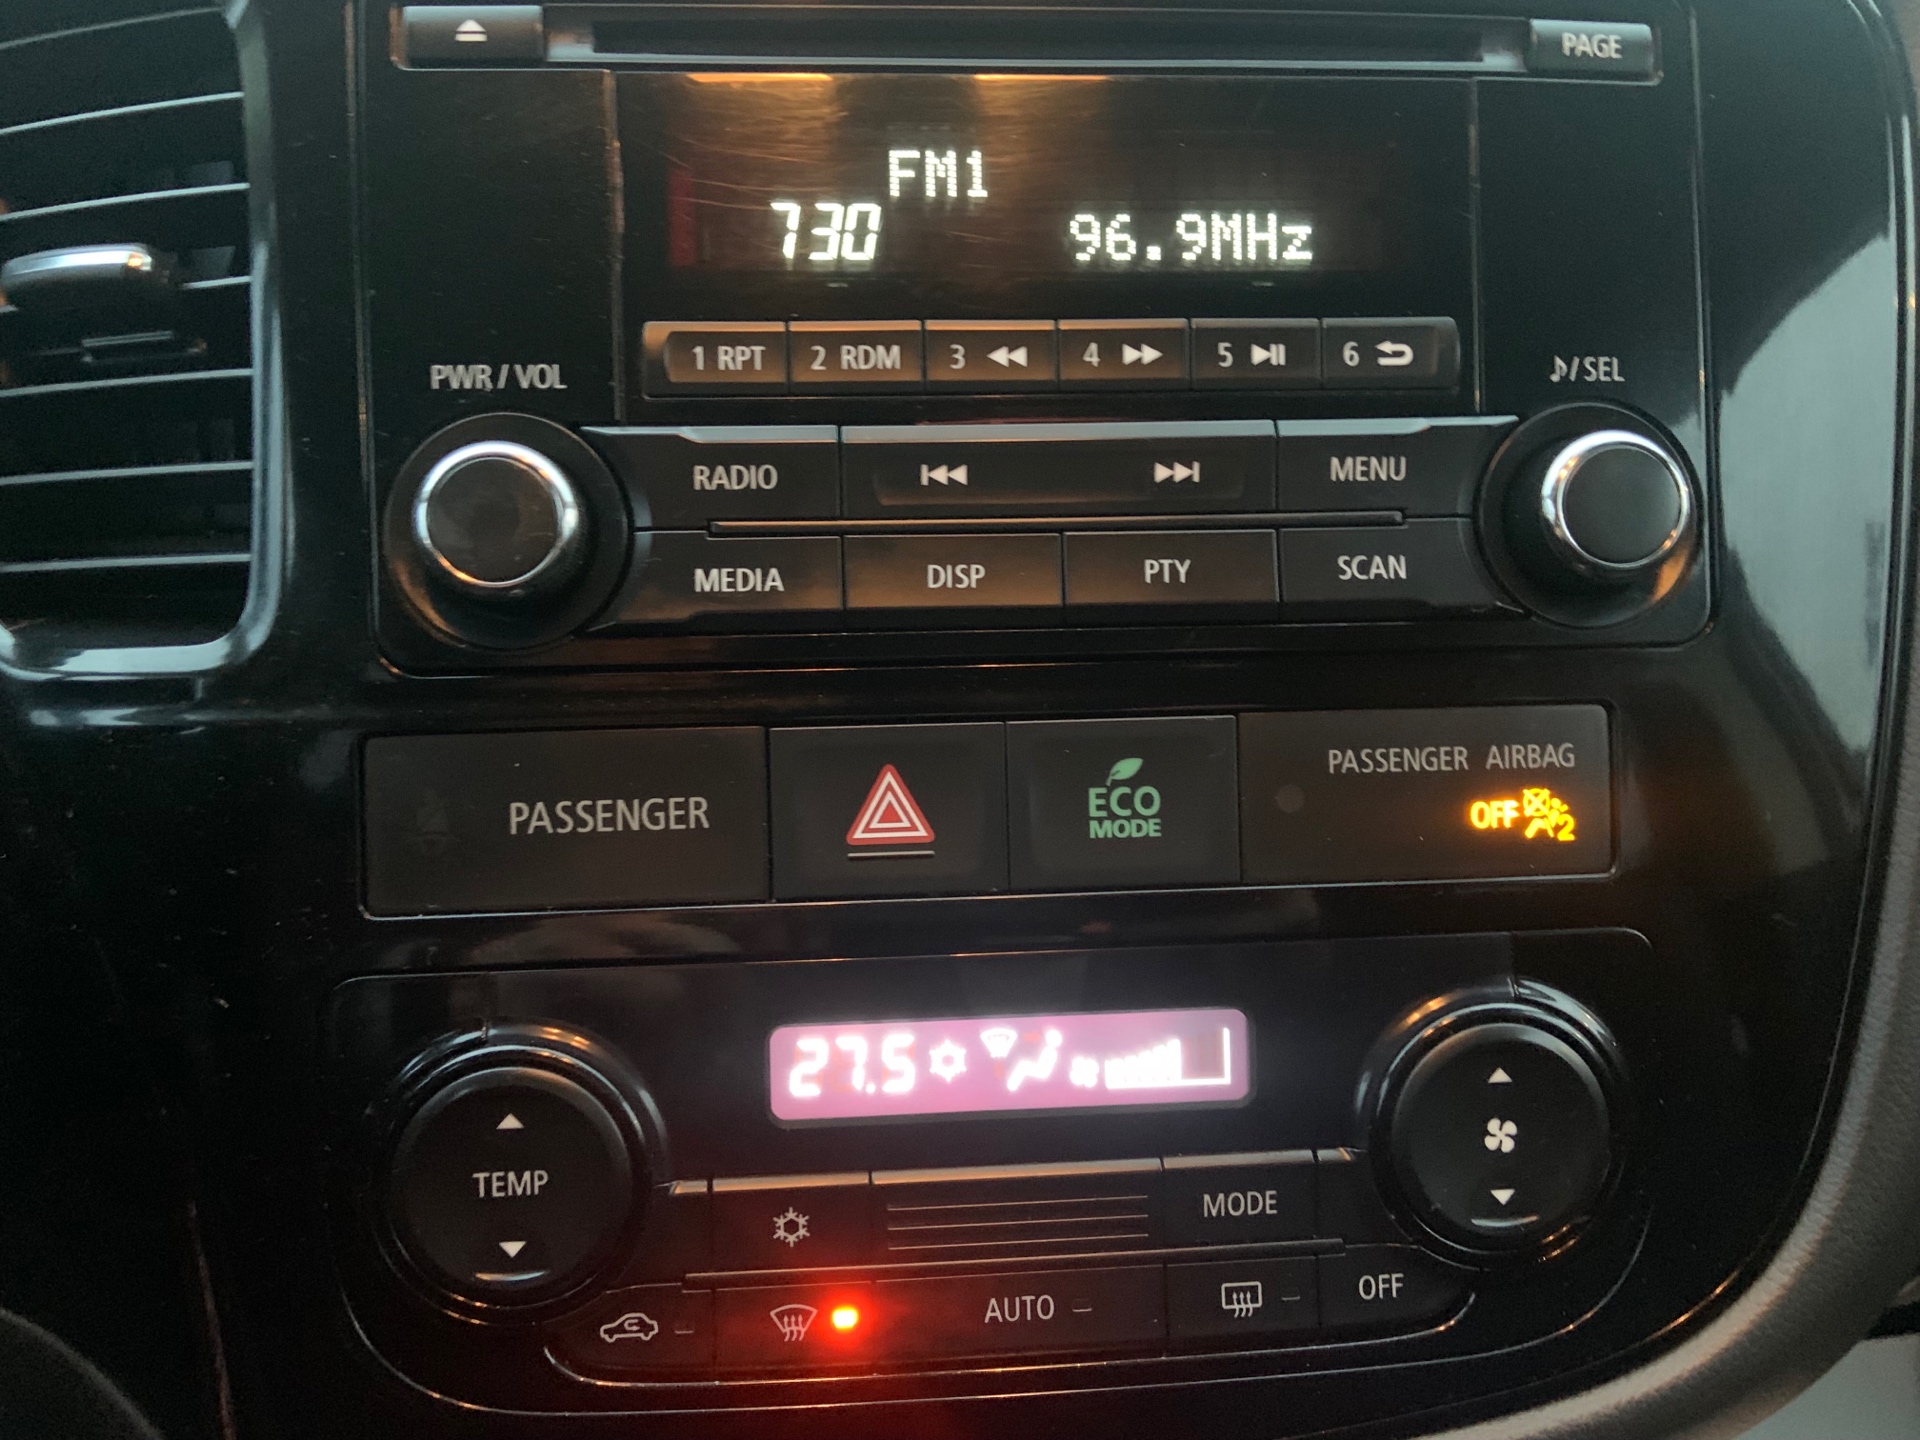 PAGE
FM1
730 96.9MHz
1 RPT 2 RDM 3 4 5 6
PWR / VOL
/ SEL
RADIO MENU
MEDIA DISP PTY SCAN
PASSENGER
ECO
MODE
PASSENGER AIRBAG
OFF 2
27.5
TEMP
MODE
AUTO
OFF